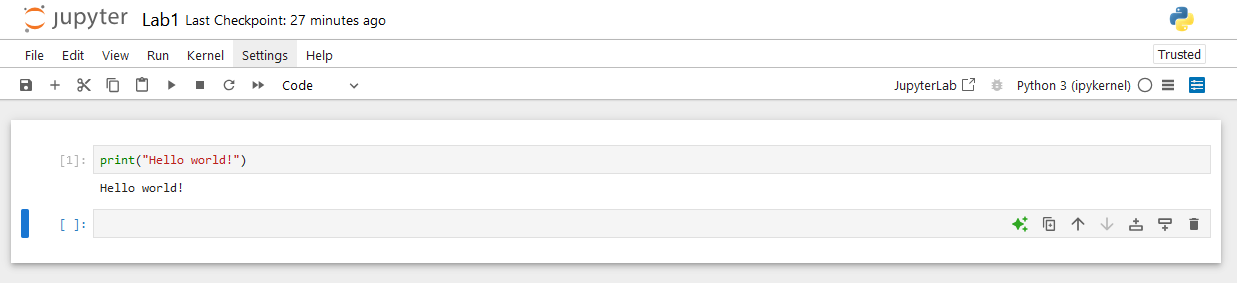 jupyter Lab1 Last Checkpoint: 27 minutes ago
File Edit View Run Kernel Settings Help Trusted
Code JupyterLab Python 3 (ipykernel)
[1]: print("Hello world!")
Hello world!
[ ]: